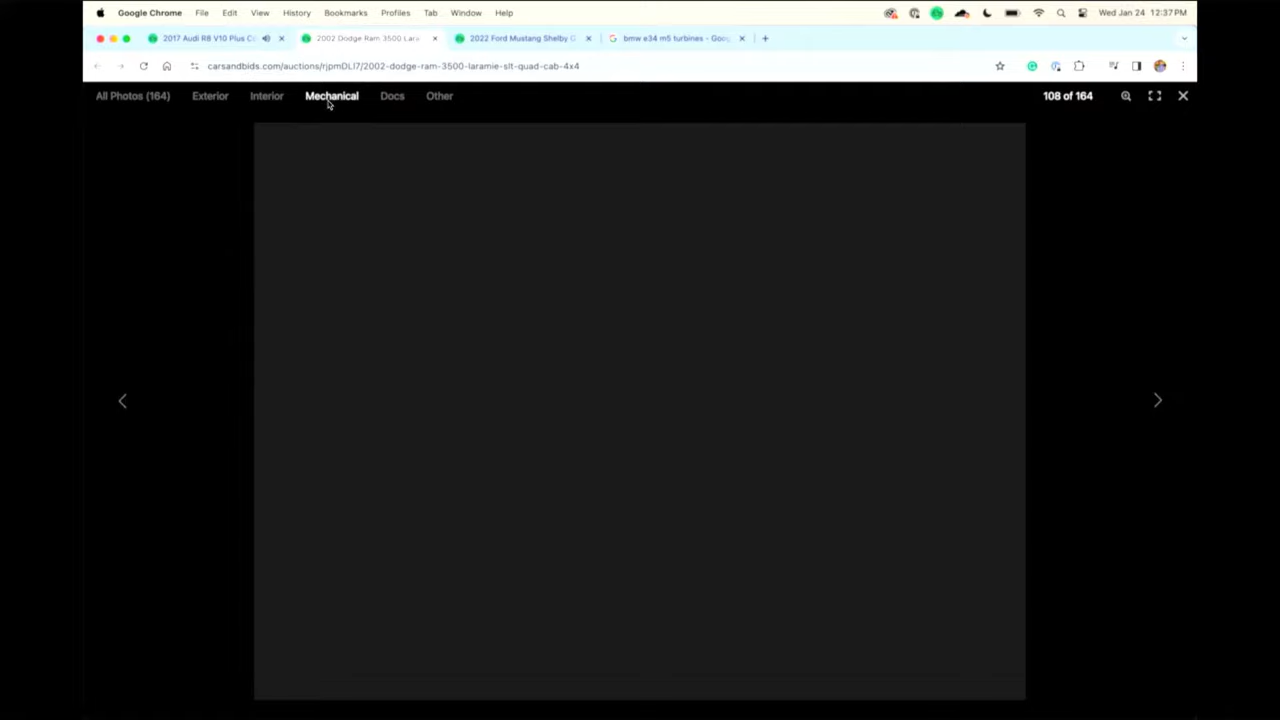 Google Chrome File Edit View History Bookmarks Profiles Tab Window Help Wed Jan 24 12:37 PM
2017 Audi R8 V10 Plus C 2002 Dodge Ram 3500 Lara 2022 Ford Mustang Shelby G bmw e34 m5 turbines - Goog
carsandbids.com/auctions/rjpmDLl7/2002-dodge-ram-3500-laramie-slt-quad-cab-4x4
All Photos (164) Exterior Interior Mechanical Docs Other 108 of 164